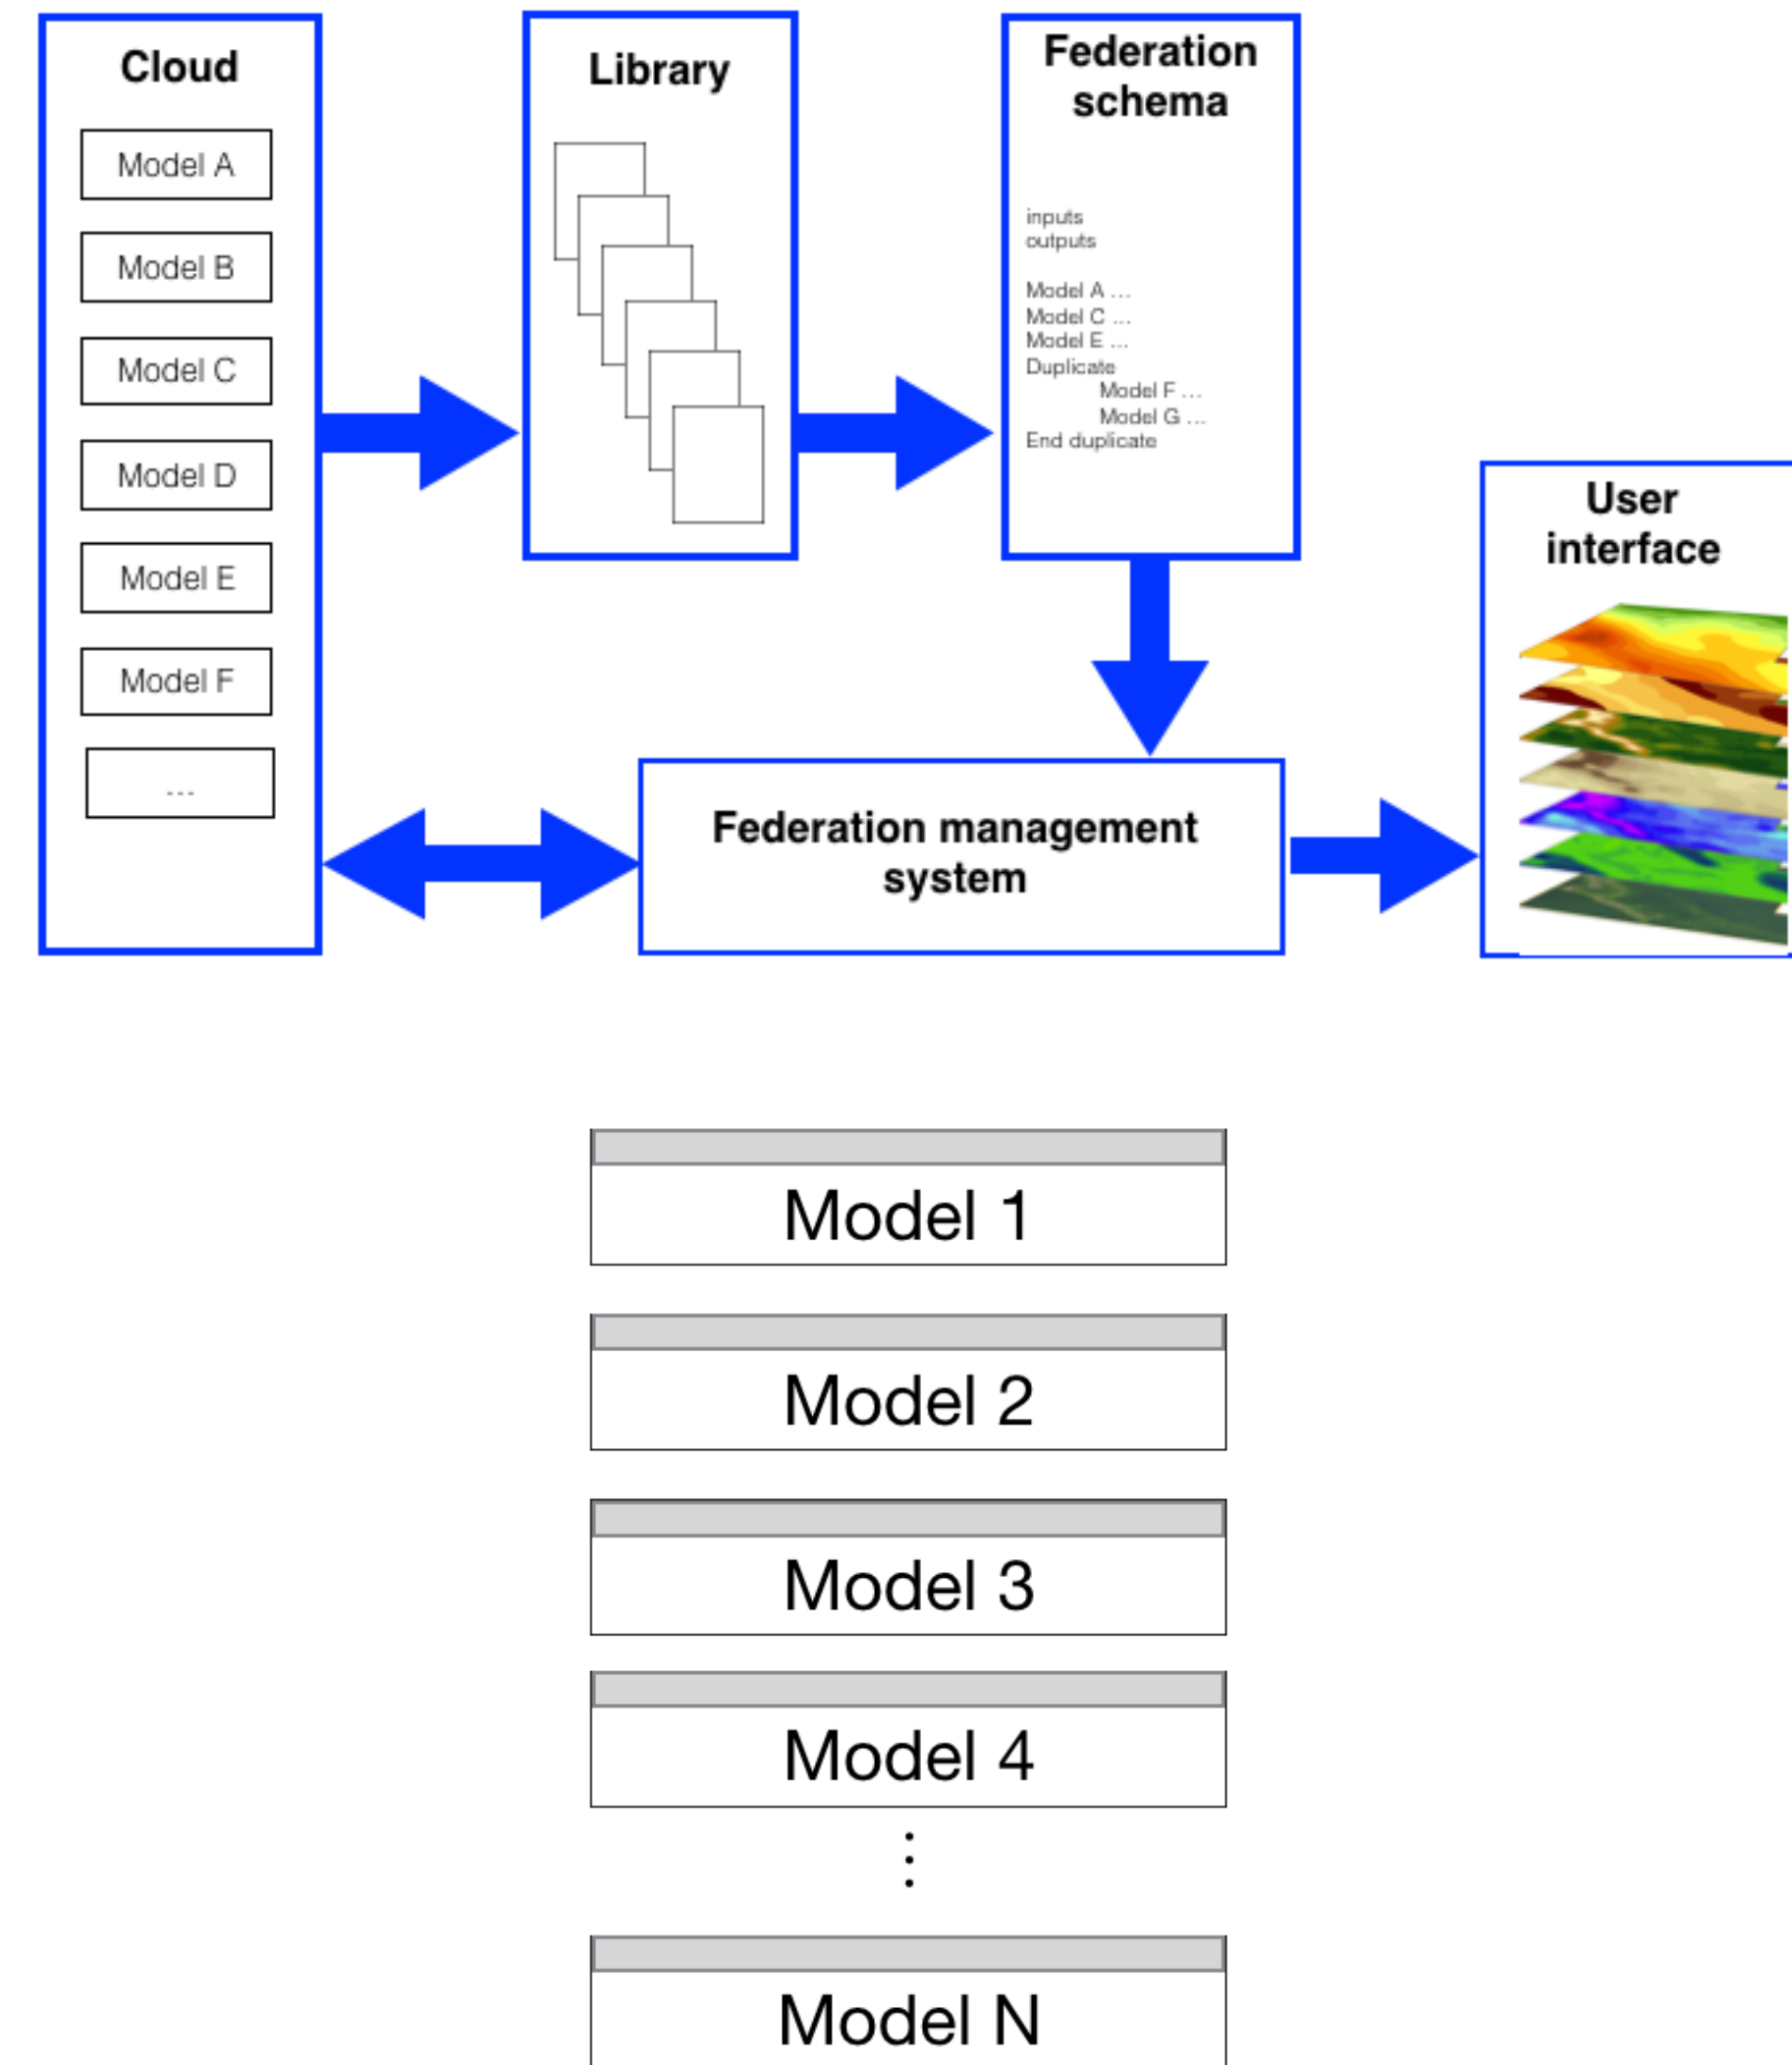 Cloud
Model A
Model B
Model C
Model D
Model E
Model F
...
Library
Federation
schema
inputs
outputs
Model A ...
Model C ...
Model E ...
Duplicate
Model F ...
Model G ...
End duplicate
User
interface
Federation management
system
Model 1
Model 2
Model 3
Model 4
⋮
Model N